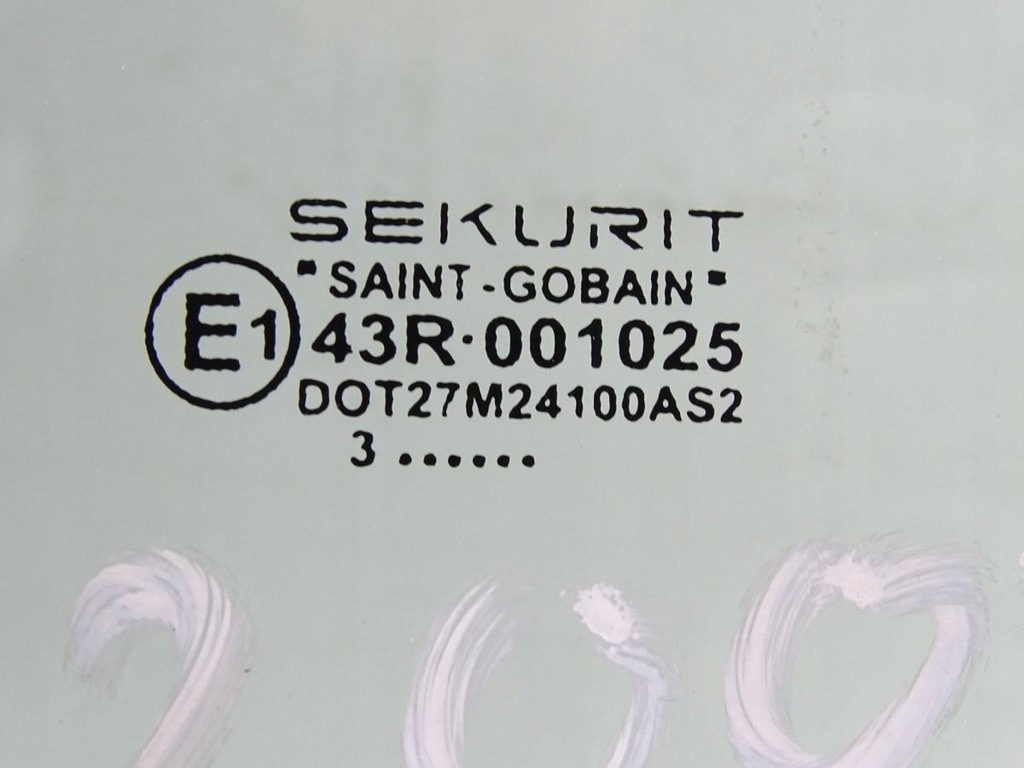 SEKURIT
"SAINT-GOBAIN"
E1 43R·001025
DOT27M24100AS2
3 ......